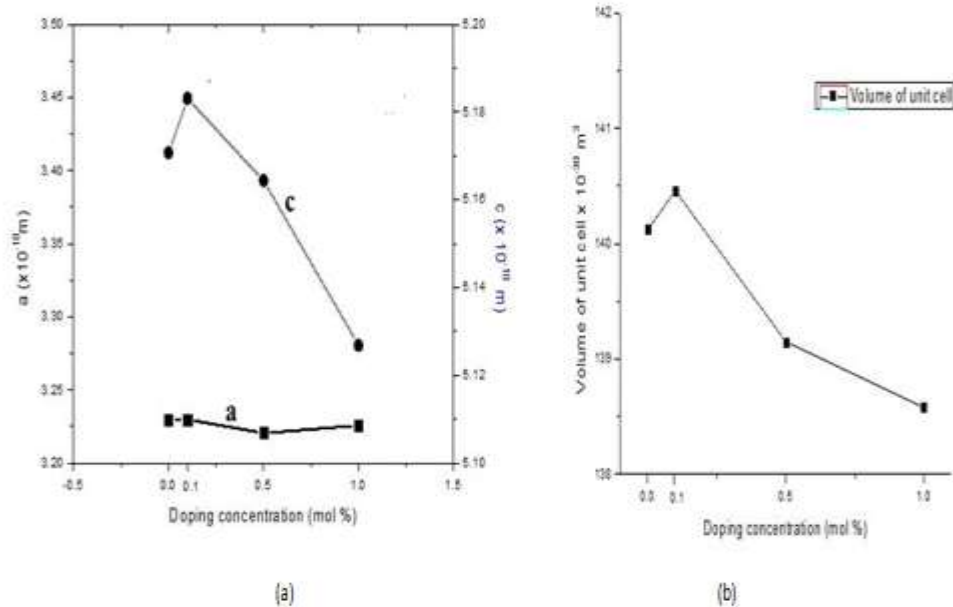 3.50
3.45
3.40
3.35
3.30
3.25
3.20
a (x10⁻¹⁰m)
5.20
5.18
5.16
5.14
5.12
5.10
c (x 10⁻¹⁰ m)
c
a
-0.5
0.0
0.1
0.5
1.0
1.5
Doping concentration (mol %)
(a)
142
141
140
139
138
Volume of unit cell x 10⁻³⁰ m³
Volume of unit cell
0.0
0.1
0.5
1.0
Doping concentration (mol %)
(b)